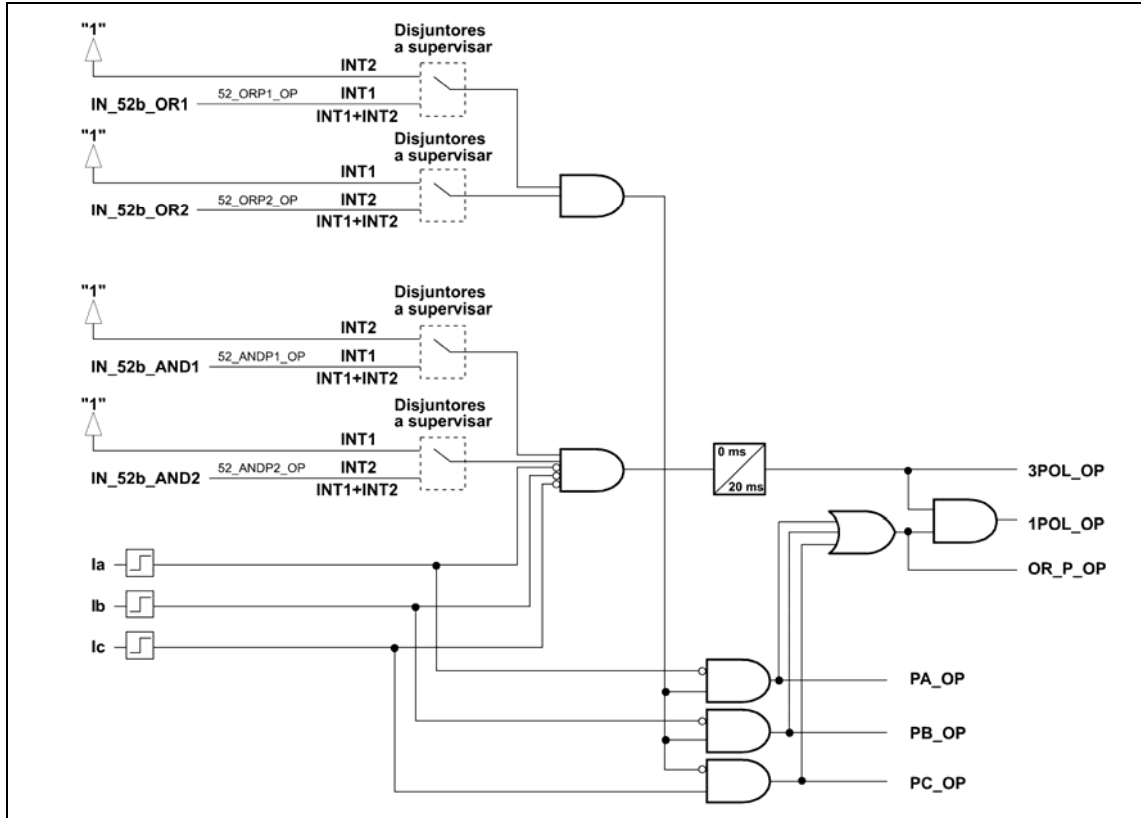 "1"
Disjuntores
a supervisar
INT2
IN_52b_OR1
52_ORP1_OP
INT1
INT1+INT2
"1"
Disjuntores
a supervisar
INT1
IN_52b_OR2
52_ORP2_OP
INT2
INT1+INT2
"1"
Disjuntores
a supervisar
INT2
IN_52b_AND1
52_ANDP1_OP
INT1
INT1+INT2
"1"
Disjuntores
a supervisar
INT1
IN_52b_AND2
52_ANDP2_OP
INT2
INT1+INT2
0 ms
20 ms
3POL_OP
1POL_OP
OR_P_OP
Ia
Ib
Ic
PA_OP
PB_OP
PC_OP